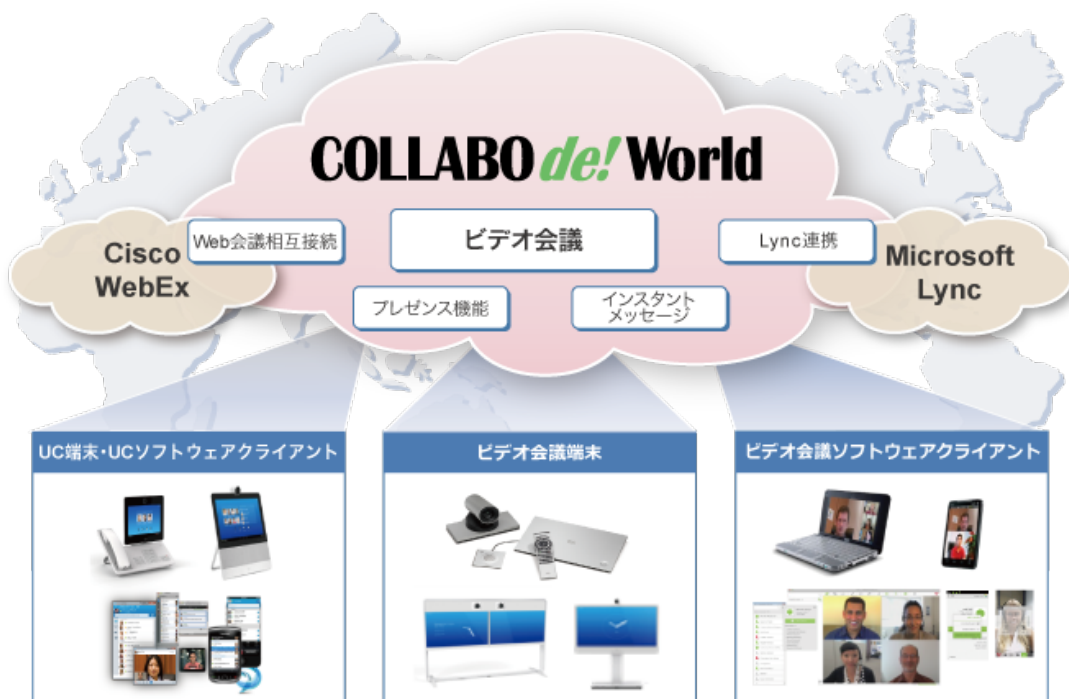 COLLABO de! World
Cisco
WebEx
Web会議相互接続
ビデオ会議
Lync連携
Microsoft
Lync
プレゼンス機能
インスタント
メッセージ
UC端末・UCソフトウェアクライアント
ビデオ会議端末
ビデオ会議ソフトウェアクライアント